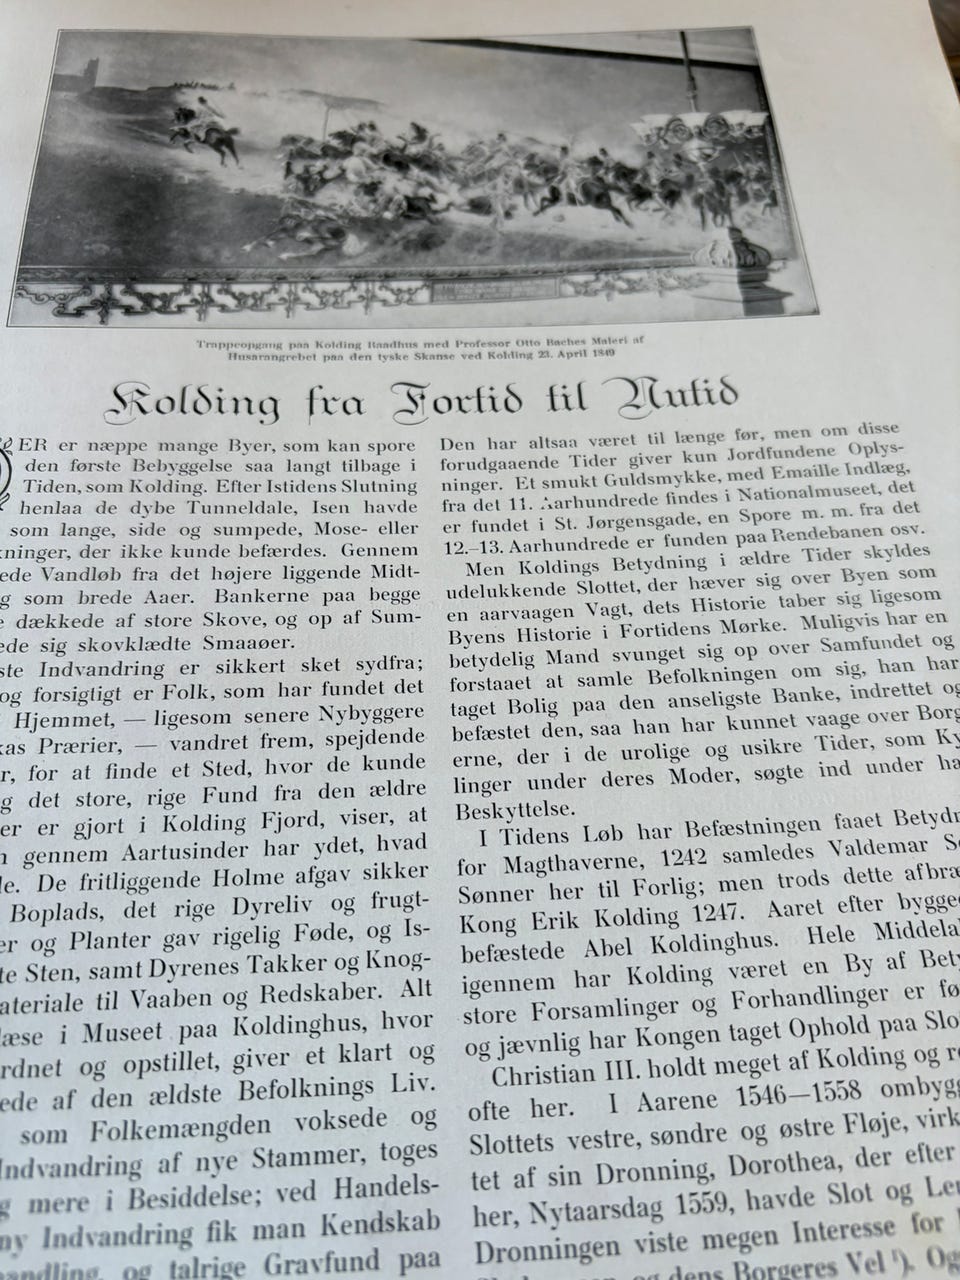 Trappeopgang paa Kolding Raadhus med Professor Otto Baches Maleri af
Husarangrebet paa den tyske Skanse ved Kolding 23. April 1849
Kolding fra Fortid til Nutid
DER er næppe mange Byer, som kan spore
den første Bebyggelse saa langt tilbage i
Tiden, som Kolding. Efter Istidens Slutning
henlaa de dybe Tunneldale, Isen havde
som lange, side og sumpede, Mose- eller
kninger, der ikke kunde befærdes. Gennem
ede Vandløb fra det højere liggende Midt-
g som brede Aaer. Bankerne paa begge
e dækkede af store Skove, og op af Sum-
ede sig skovklædte Smaaøer.
ste Indvandring er sikkert sket sydfra;
og forsigtigt er Folk, som har fundet det
Hjemmet, — ligesom senere Nybyggere
kas Prærier, — vandret frem, spejdende
r, for at finde et Sted, hvor de kunde
g det store, rige Fund fra den ældre
er er gjort i Kolding Fjord, viser, at
n gennem Aartusinder har ydet, hvad
le. De fritliggende Holme afgav sikker
Boplads, det rige Dyreliv og frugt-
er og Planter gav rigelig Føde, og Is-
te Sten, samt Dyrenes Takker og Knog-
ateriale til Vaaben og Redskaber. Alt
læse i Museet paa Koldinghus, hvor
rdnet og opstillet, giver et klart og
ede af den ældste Befolknings Liv.
som Folkemængden voksede og
Indvandring af nye Stammer, toges
g mere i Besiddelse; ved Handels-
ny Indvandring fik man Kendskab
handling, og talrige Gravfund paa
Den har altsaa været til længe før, men om disse
forudgaaende Tider giver kun Jordfundene Oplys-
ninger. Et smukt Guldsmykke, med Emaille Indlæg,
fra det 11. Aarhundrede findes i Nationalmuseet, det
er fundet i St. Jørgensgade, en Spore m. m. fra det
12.–13. Aarhundrede er funden paa Rendebanen osv.
Men Koldings Betydning i ældre Tider skyldes
udelukkende Slottet, der hæver sig over Byen som
en aarvaagen Vagt, dets Historie taber sig ligesom
Byens Historie i Fortidens Mørke. Muligvis har en
betydelig Mand svunget sig op over Samfundet og
forstaaet at samle Befolkningen om sig, han har
taget Bolig paa den anseligste Banke, indrettet og
befæstet den, saa han har kunnet vaage over Borg
erne, der i de urolige og usikre Tider, som Ky
linger under deres Moder, søgte ind under ha
Beskyttelse.
I Tidens Løb har Befæstningen faaet Betydn
for Magthaverne, 1242 samledes Valdemar Se
Sønner her til Forlig; men trods dette afbræ
Kong Erik Kolding 1247. Aaret efter bygge
befæstede Abel Koldinghus. Hele Middelal
igennem har Kolding været en By af Bety
store Forsamlinger og Forhandlinger er fø
og jævnlig har Kongen taget Ophold paa Slo
Christian III. holdt meget af Kolding og re
ofte her. I Aarene 1546—1558 ombygg
Slottets vestre, søndre og østre Fløje, virk
tet af sin Dronning, Dorothea, der efter
her, Nytaarsdag 1559, havde Slot og Le
Dronningen viste megen Interesse for
og dens Borgeres Vel ¹). Og